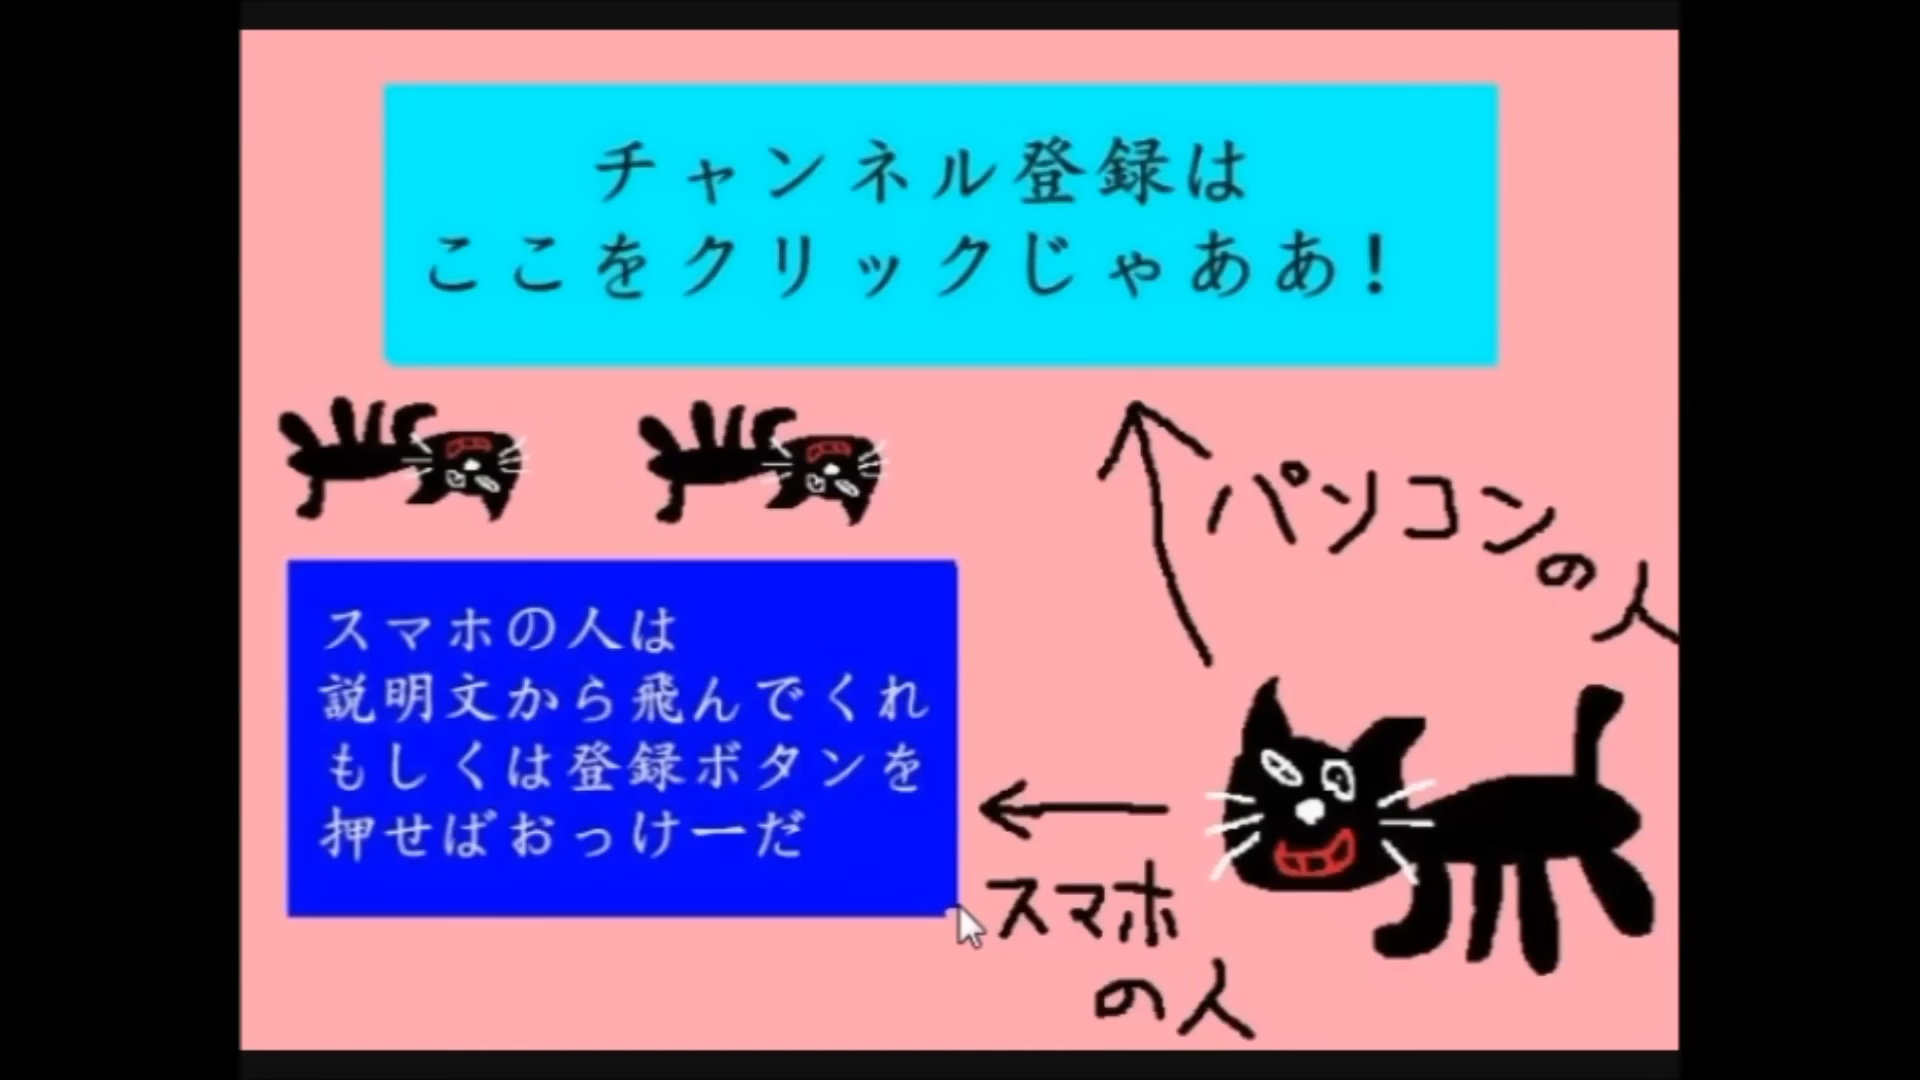 チャンネル登録は
ここをクリックじゃああ!
パソコンの人
スマホの人は
説明文から飛んでくれ
もしくは登録ボタンを
押せばおっけーだ
スマホ
の人